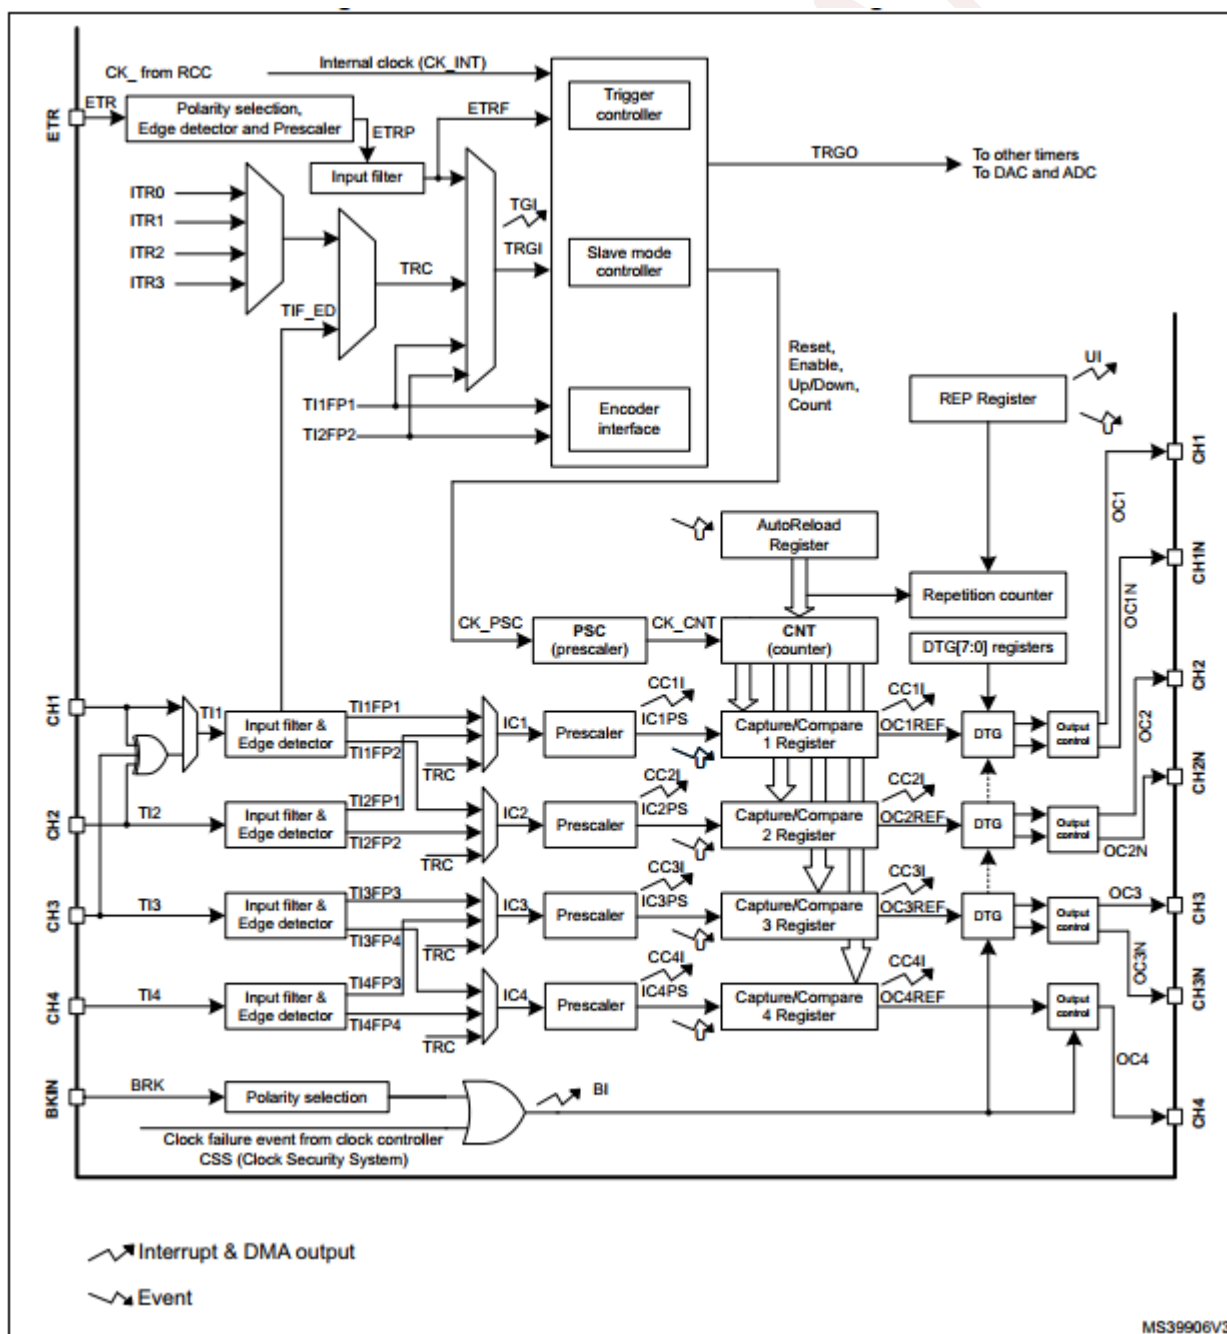 CK_ from RCC
Internal clock (CK_INT)
ETR
ETR
Polarity selection,
Edge detector and Prescaler
ETRP
ETRF
Input filter
Trigger
controller
TRGO
To other timers
To DAC and ADC
ITR0
ITR1
ITR2
ITR3
TGI
TRGI
TRC
TIF_ED
Slave mode
controller
Reset,
Enable,
Up/Down,
Count
TI1FP1
TI2FP2
Encoder
interface
UI
REP Register
AutoReload
Register
Repetition counter
CK_PSC
PSC
(prescaler)
CK_CNT
CNT
(counter)
DTG[7:0] registers
CH1
TI1
Input filter &
Edge detector
TI1FP1
TI1FP2
TRC
IC1
Prescaler
CC1I
IC1PS
Capture/Compare
1 Register
CC1I
OC1REF
DTG
Output
control
OC1
CH1
OC1N
CH1N
CH2
TI2
Input filter &
Edge detector
TI2FP1
TI2FP2
TRC
IC2
Prescaler
CC2I
IC2PS
Capture/Compare
2 Register
CC2I
OC2REF
DTG
Output
control
OC2
CH2
OC2N
CH2N
CH3
TI3
Input filter &
Edge detector
TI3FP3
TI3FP4
TRC
IC3
Prescaler
CC3I
IC3PS
Capture/Compare
3 Register
CC3I
OC3REF
DTG
Output
control
OC3
CH3
OC3N
CH3N
CH4
TI4
Input filter &
Edge detector
TI4FP3
TI4FP4
TRC
IC4
Prescaler
CC4I
IC4PS
Capture/Compare
4 Register
CC4I
OC4REF
Output
control
OC4
CH4
BKIN
BRK
Polarity selection
BI
Clock failure event from clock controller
CSS (Clock Security System)
Interrupt & DMA output
Event
MS39906V3